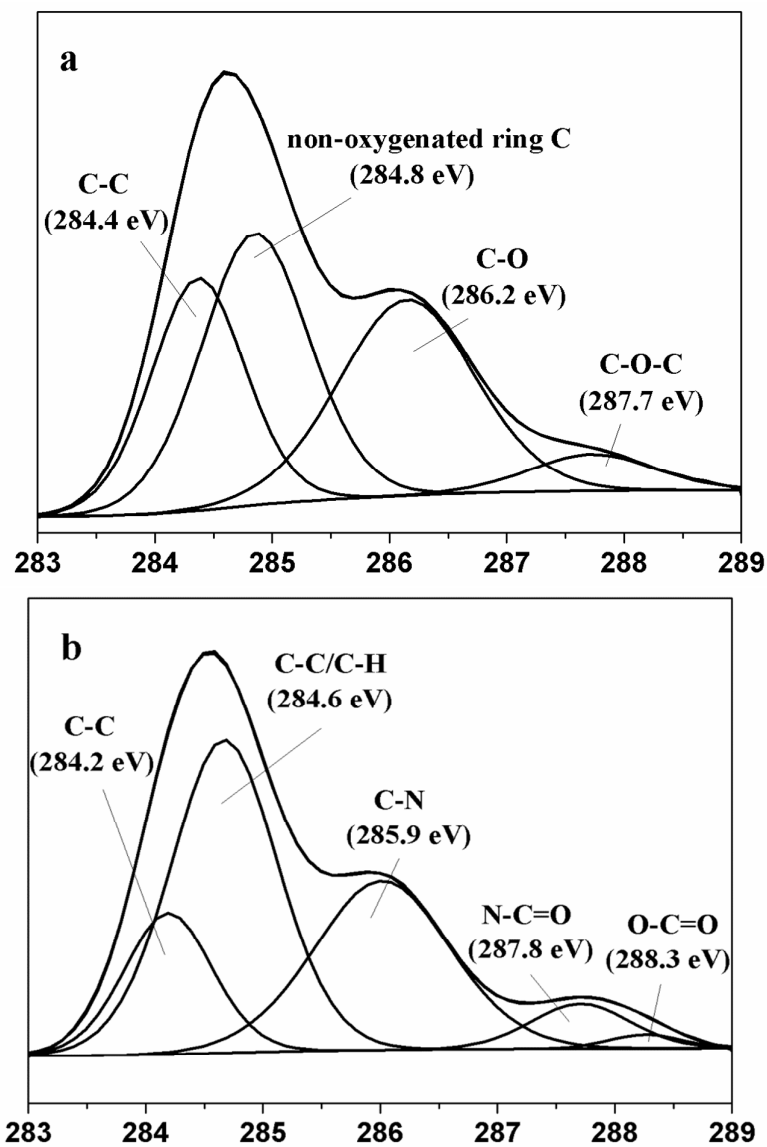 a
non-oxygenated ring C
(284.8 eV)
C-C
(284.4 eV)
C-O
(286.2 eV)
C-O-C
(287.7 eV)
283 284 285 286 287 288 289
b
C-C/C-H
(284.6 eV)
C-C
(284.2 eV)
C-N
(285.9 eV)
N-C=O
(287.8 eV)
O-C=O
(288.3 eV)
283 284 285 286 287 288 289